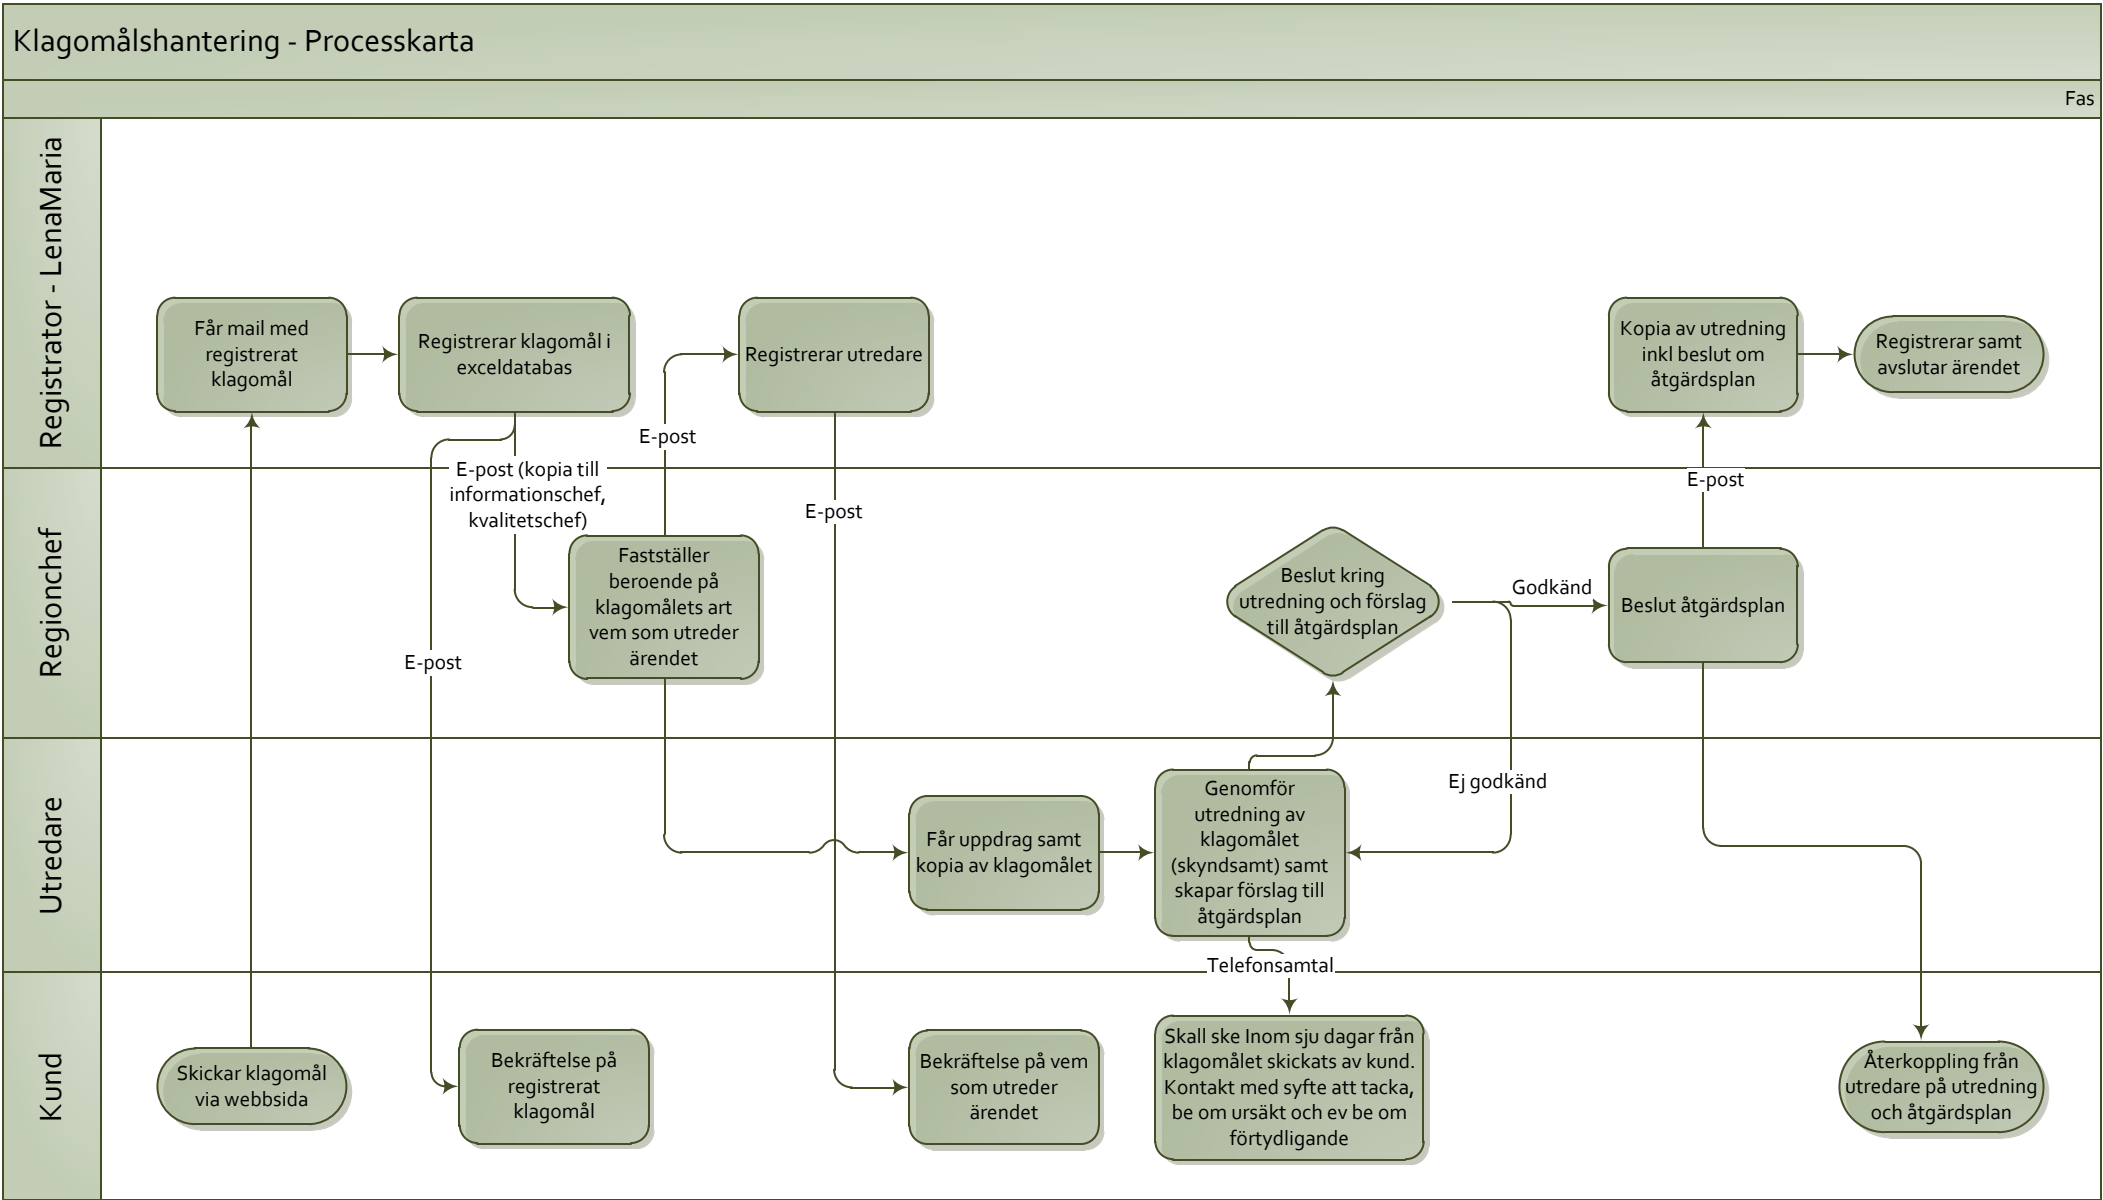 Klagomålshantering - Processkarta
Fas
Registrator - LenaMaria
Får mail med
registrerat
klagomål
Registrerar klagomål i
exceldatabas
Registrerar utredare
Kopia av utredning
inkl beslut om
åtgärdsplan
Registrerar samt
avslutar ärendet
E-post
E-post (kopia till
informationschef,
kvalitetschef)
E-post
E-post
Regionchef
Fastställer
beroende på
klagomålets art
vem som utreder
ärendet
Beslut kring
utredning och förslag
till åtgärdsplan
Godkänd
Beslut åtgärdsplan
E-post
Ej godkänd
Utredare
Får uppdrag samt
kopia av klagomålet
Genomför
utredning av
klagomålet
(skyndsamt) samt
skapar förslag till
åtgärdsplan
Telefonsamtal
Kund
Skickar klagomål
via webbsida
Bekräftelse på
registrerat
klagomål
Bekräftelse på vem
som utreder
ärendet
Skall ske Inom sju dagar från
klagomålet skickats av kund.
Kontakt med syfte att tacka,
be om ursäkt och ev be om
förtydligande
Återkoppling från
utredare på utredning
och åtgärdsplan